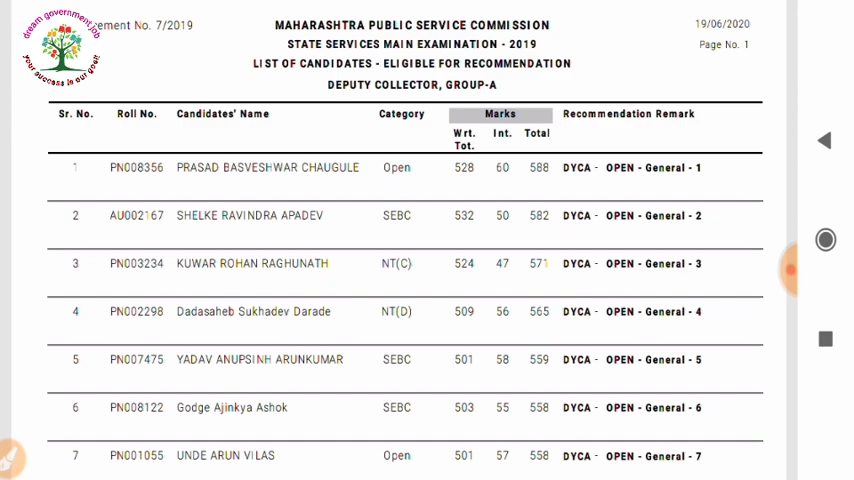 dream government job
your success in our goal!
ement No. 7/2019
MAHARASHTRA PUBLIC SERVICE COMMISSION
19/06/2020
STATE SERVICES MAIN EXAMINATION - 2019
Page No. 1
LIST OF CANDIDATES - ELIGIBLE FOR RECOMMENDATION
DEPUTY COLLECTOR, GROUP-A
Sr. No. Roll No. Candidates' Name Category Marks Recommendation Remark
Wrt. Tot. Int. Total
1 PN008356 PRASAD BASVESHWAR CHAUGULE Open 528 60 588 DYCA - OPEN - General - 1
2 AU002167 SHELKE RAVINDRA APADEV SEBC 532 50 582 DYCA - OPEN - General - 2
3 PN003234 KUWAR ROHAN RAGHUNATH NT(C) 524 47 571 DYCA - OPEN - General - 3
4 PN002298 Dadasaheb Sukhadev Darade NT(D) 509 56 565 DYCA - OPEN - General - 4
5 PN007475 YADAV ANUPSINH ARUNKUMAR SEBC 501 58 559 DYCA - OPEN - General - 5
6 PN008122 Godge Ajinkya Ashok SEBC 503 55 558 DYCA - OPEN - General - 6
7 PN001055 UNDE ARUN VILAS Open 501 57 558 DYCA - OPEN - General - 7